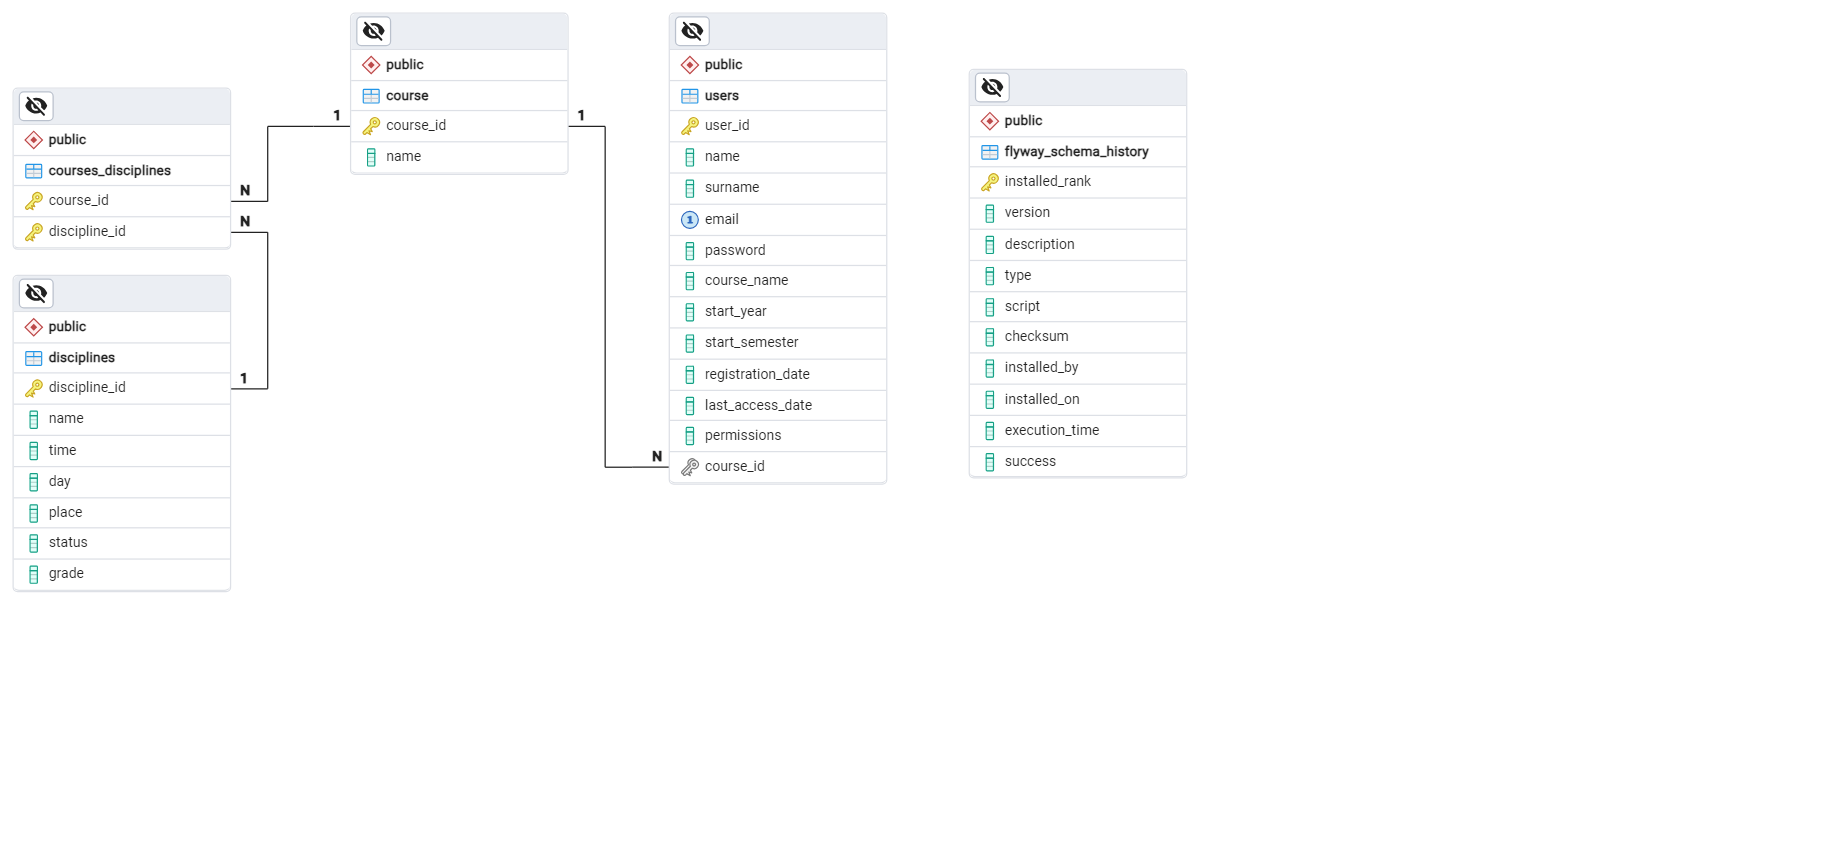 public
courses_disciplines
course_id
discipline_id
N
N
public
disciplines
discipline_id
1
name
time
day
place
status
grade
1
public
course
course_id
name
1
public
users
user_id
name
surname
1
email
password
course_name
start_year
start_semester
registration_date
last_access_date
permissions
course_id
N
public
flyway_schema_history
installed_rank
version
description
type
script
checksum
installed_by
installed_on
execution_time
success